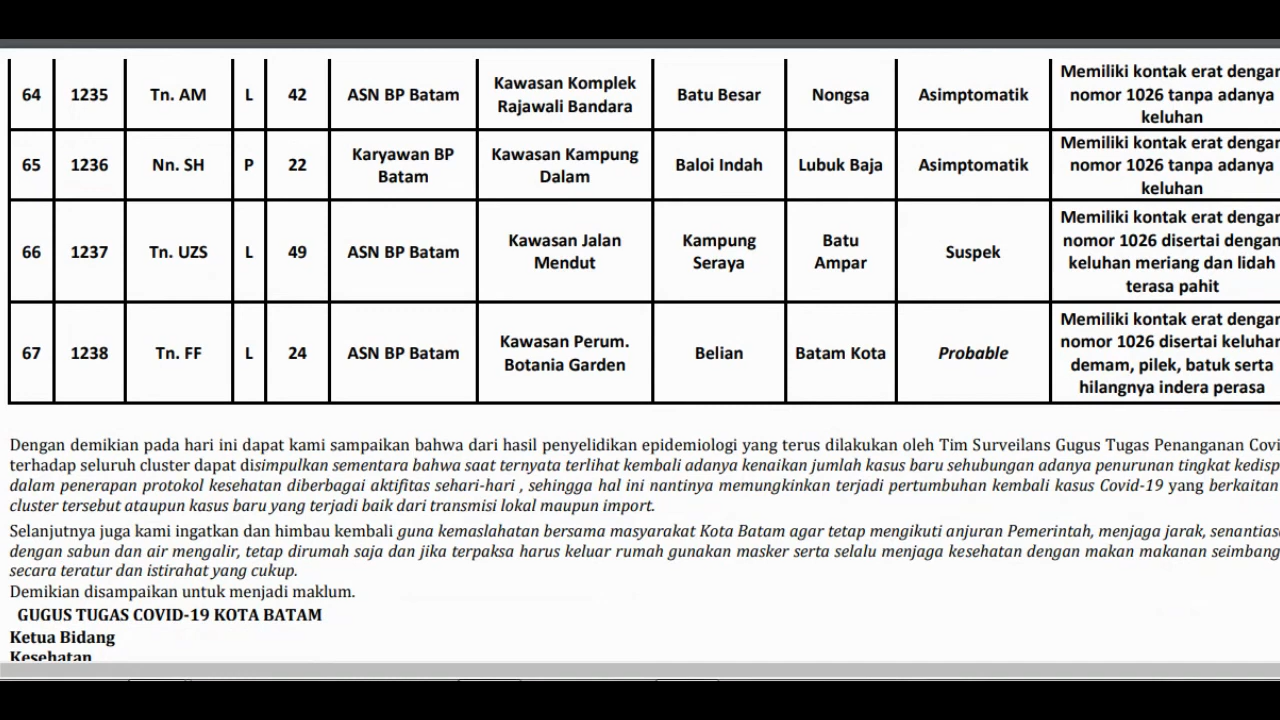 64 1235 Tn. AM L 42 ASN BP Batam Kawasan Komplek Rajawali Bandara Batu Besar Nongsa Asimptomatik Memiliki kontak erat dengan nomor 1026 tanpa adanya keluhan
65 1236 Nn. SH P 22 Karyawan BP Batam Kawasan Kampung Dalam Baloi Indah Lubuk Baja Asimptomatik Memiliki kontak erat dengan nomor 1026 tanpa adanya keluhan
66 1237 Tn. UZS L 49 ASN BP Batam Kawasan Jalan Mendut Kampung Seraya Batu Ampar Suspek Memiliki kontak erat dengan nomor 1026 disertai dengan keluhan meriang dan lidah terasa pahit
67 1238 Tn. FF L 24 ASN BP Batam Kawasan Perum. Botania Garden Belian Batam Kota Probable Memiliki kontak erat dengan nomor 1026 disertai keluhan demam, pilek, batuk serta hilangnya indera perasa
Dengan demikian pada hari ini dapat kami sampaikan bahwa dari hasil penyelidikan epidemiologi yang terus dilakukan oleh Tim Surveilans Gugus Tugas Penanganan Covi
terhadap seluruh cluster dapat disimpulkan sementara bahwa saat ternyata terlihat kembali adanya kenaikan jumlah kasus baru sehubungan adanya penurunan tingkat kedisp
dalam penerapan protokol kesehatan diberbagai aktifitas sehari-hari , sehingga hal ini nantinya memungkinkan terjadi pertumbuhan kembali kasus Covid-19 yang berkaitan
cluster tersebut ataupun kasus baru yang terjadi baik dari transmisi lokal maupun import.
Selanjutnya juga kami ingatkan dan himbau kembali guna kemaslahatan bersama masyarakat Kota Batam agar tetap mengikuti anjuran Pemerintah, menjaga jarak, senantiasa
dengan sabun dan air mengalir, tetap dirumah saja dan jika terpaksa harus keluar rumah gunakan masker serta selalu menjaga kesehatan dengan makan makanan seimbang
secara teratur dan istirahat yang cukup.
Demikian disampaikan untuk menjadi maklum.
GUGUS TUGAS COVID-19 KOTA BATAM
Ketua Bidang
Kesehatan